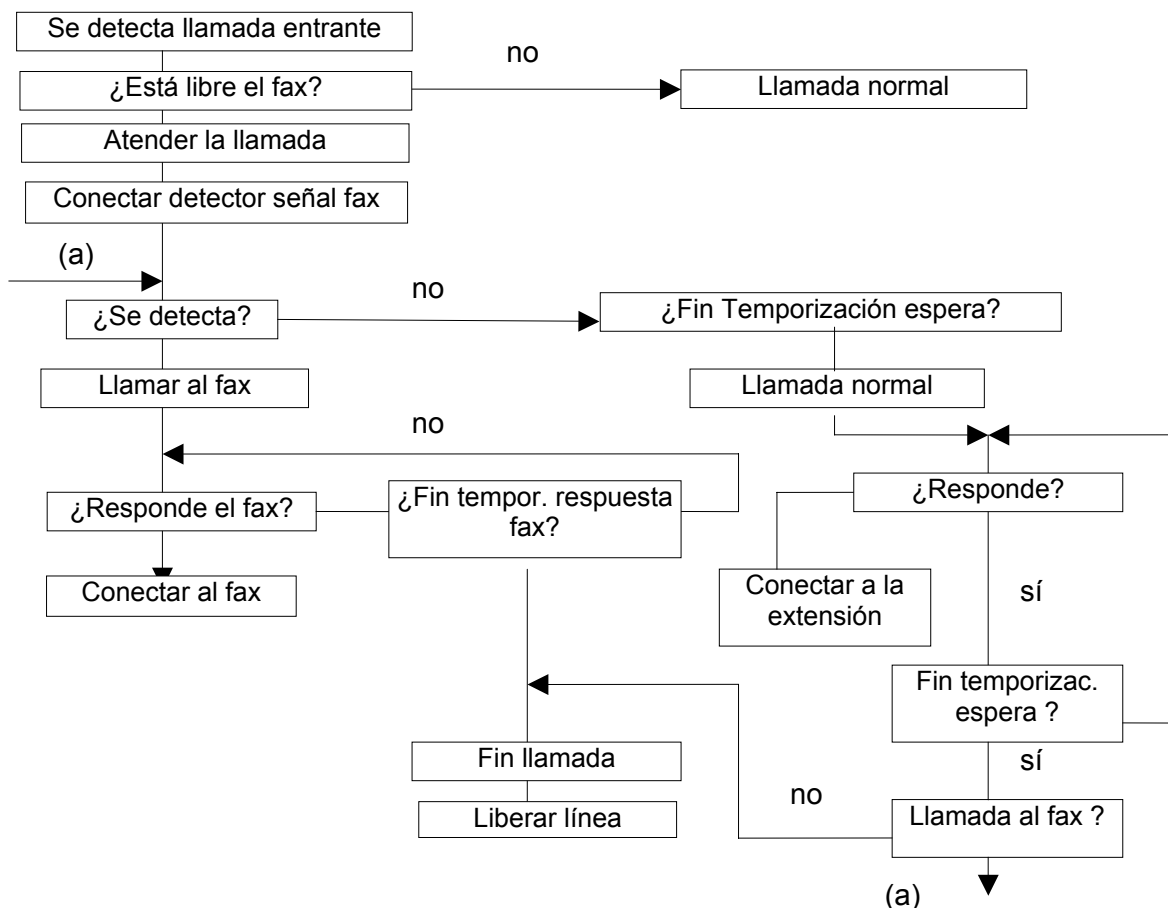 Se detecta llamada entrante
no
¿Está libre el fax?
Llamada normal
Atender la llamada
Conectar detector señal fax
(a)
no
¿Se detecta?
¿Fin Temporización espera?
Llamar al fax
Llamada normal
no
¿Responde el fax?
¿Fin tempor. respuesta
fax?
¿Responde?
Conectar al fax
Conectar a la
extensión
sí
Fin temporizac.
espera ?
Fin llamada
sí
no
Liberar línea
Llamada al fax ?
(a)